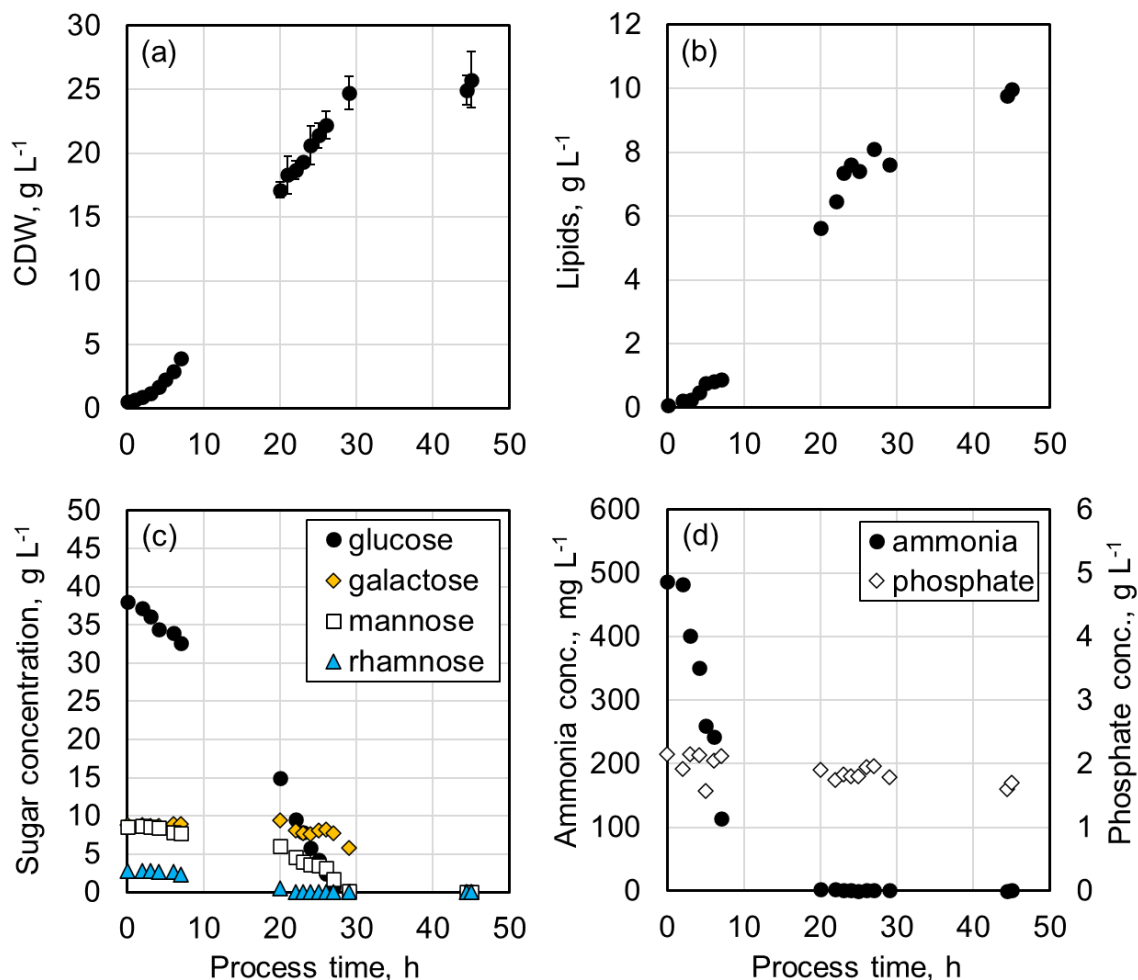 (a)
CDW, g L⁻¹
30
25
20
15
10
5
0
0 10 20 30 40 50
(b)
Lipids, g L⁻¹
12
10
8
6
4
2
0
0 10 20 30 40 50
(c)
Sugar concentration, g L⁻¹
50
45
40
35
30
25
20
15
10
5
0
glucose
galactose
mannose
rhamnose
0 10 20 30 40 50
Process time, h
(d)
Ammonia conc., mg L⁻¹
600
500
400
300
200
100
0
ammonia
phosphate
Phosphate conc., g L⁻¹
6
5
4
3
2
1
0
0 10 20 30 40 50
Process time, h